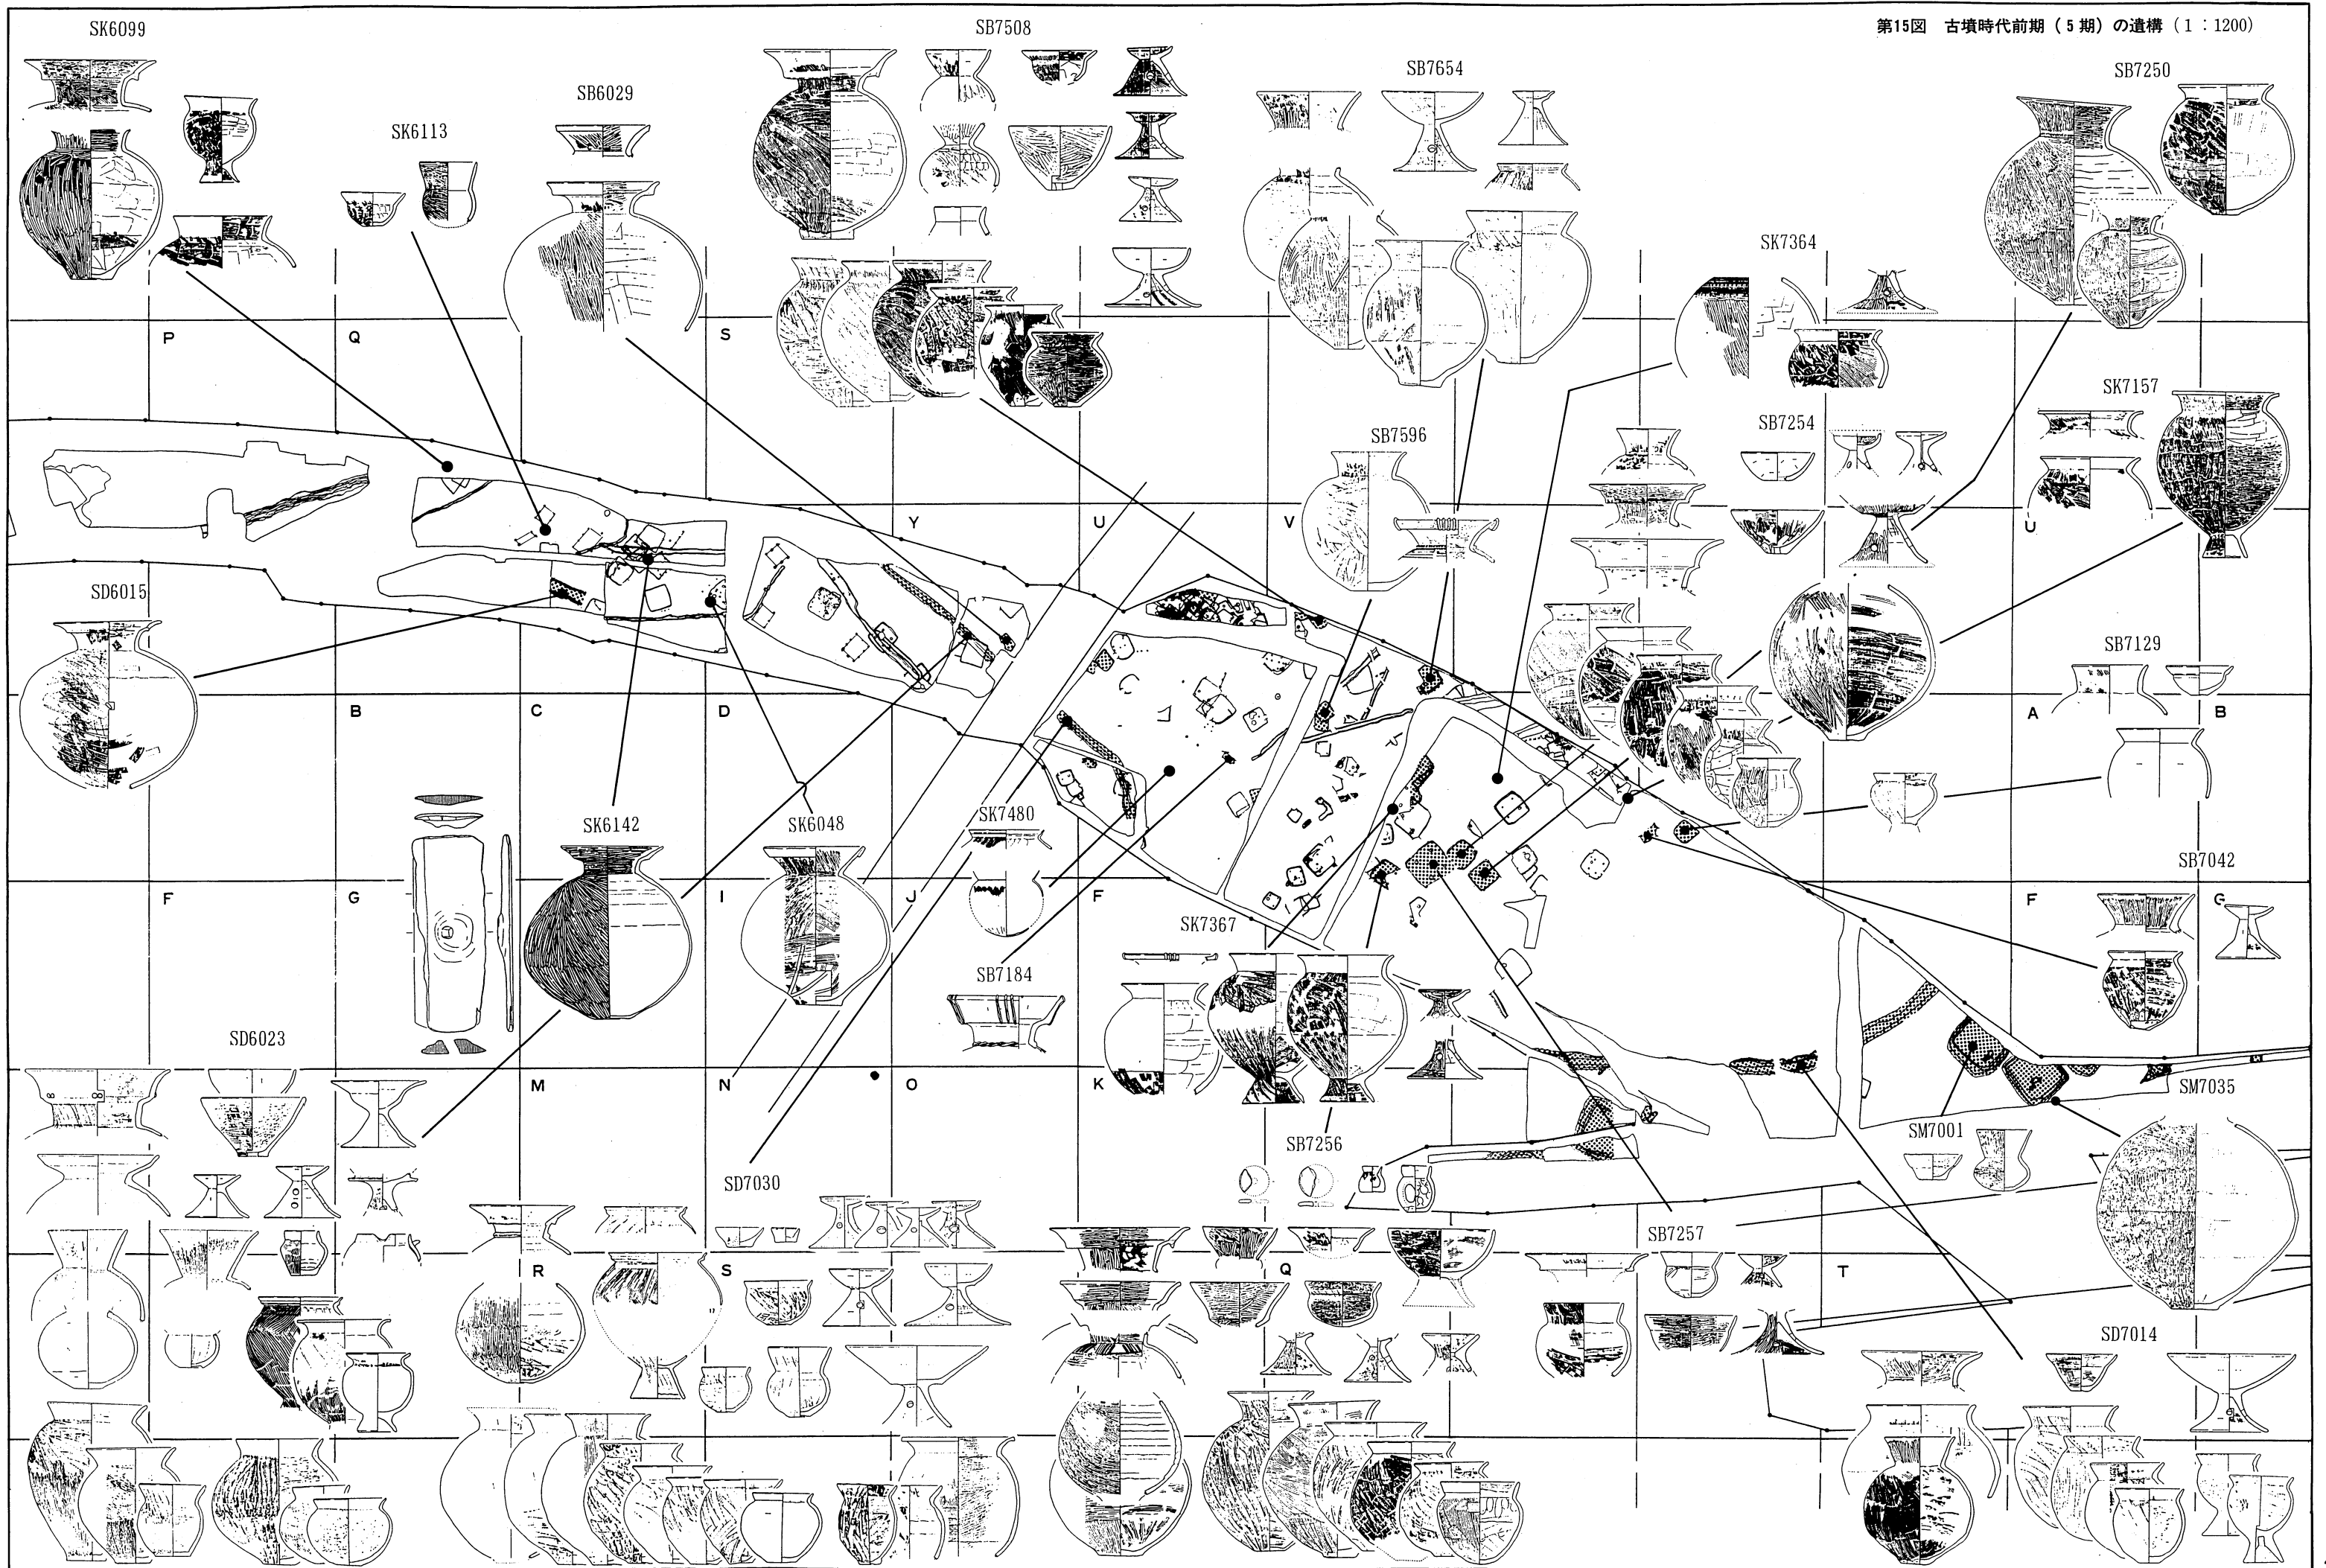 第15図　古墳時代前期（5期）の遺構（1：1200）
SK6099
SB7508
SB7654
SB7250
SB6029
SK6113
SK7364
P
Q
S
SK7157
SB7254
SB7596
Y
U
V
U
SD6015
SB7129
B
C
D
A
B
SK7480
SK6142
SK6048
SB7042
F
G
I
J
F
F
G
SK7367
SB7184
SD6023
M
N
O
K
SM7035
SM7001
SB7256
SD7030
SB7257
R
S
Q
T
SD7014